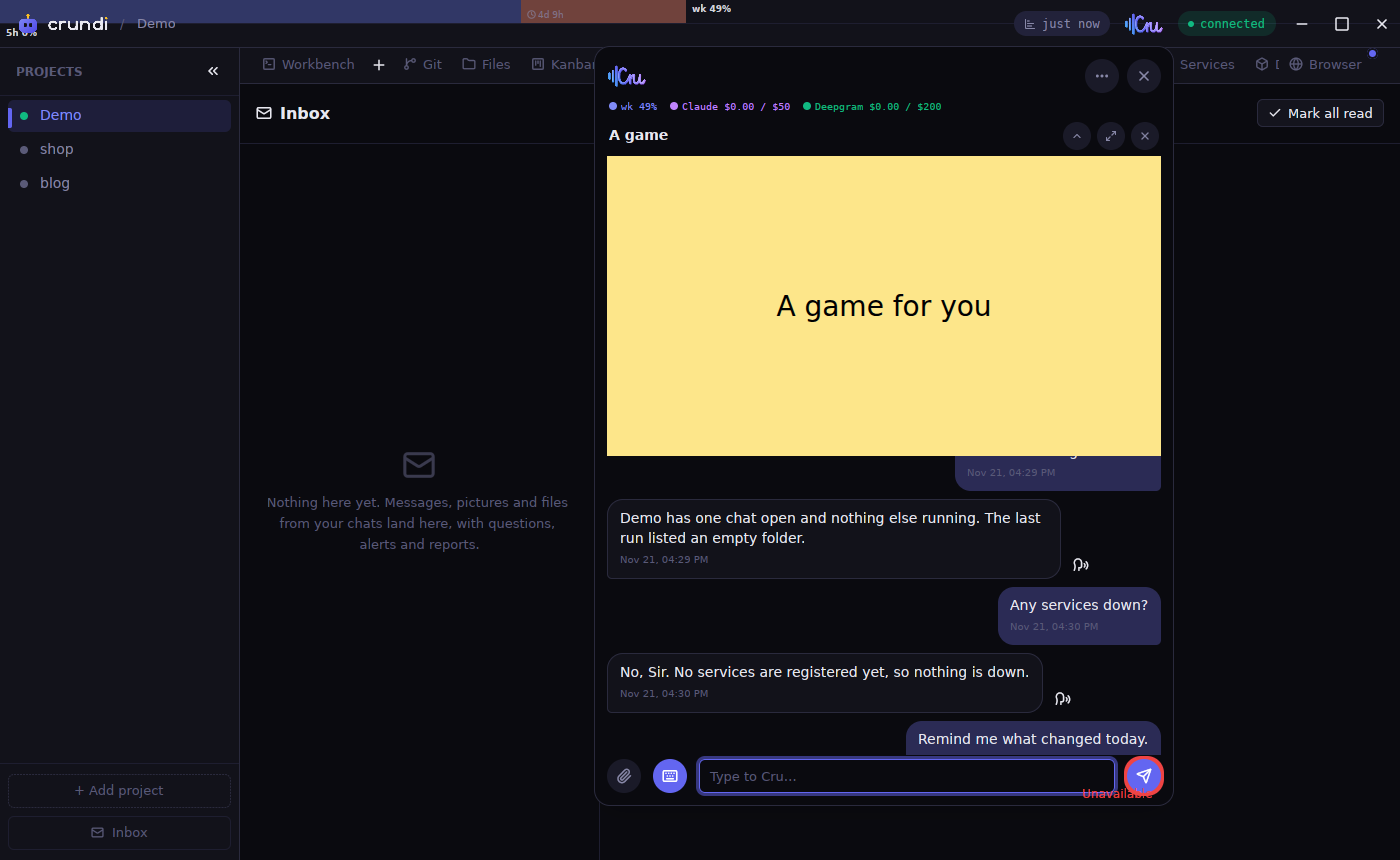 5h 0%
crundi / Demo
4d 9h
wk 49%
just now
Cru
connected
PROJECTS
Demo
shop
blog
+ Add project
Inbox
Workbench
Git
Files
Kanban
Services
Browser
Inbox
Mark all read
Nothing here yet. Messages, pictures and files
from your chats land here, with questions,
alerts and reports.
Cru
wk 49% Claude $0.00 / $50 Deepgram $0.00 / $200
A game
A game for you
Nov 21, 04:29 PM
Demo has one chat open and nothing else running. The last
run listed an empty folder.
Nov 21, 04:29 PM
Any services down?
Nov 21, 04:30 PM
No, Sir. No services are registered yet, so nothing is down.
Nov 21, 04:30 PM
Remind me what changed today.
Type to Cru...
Unavailable